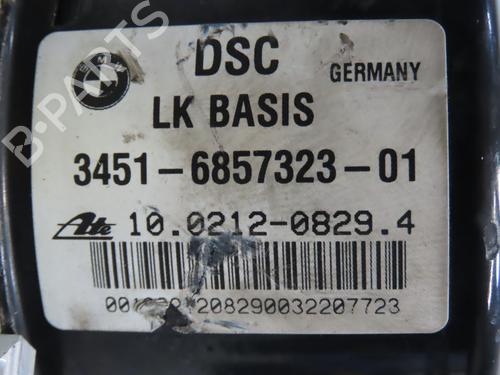 B-PARTS
DSC
GERMANY
LK BASIS
3451-6857323-01
Ate 10.0212-0829.4